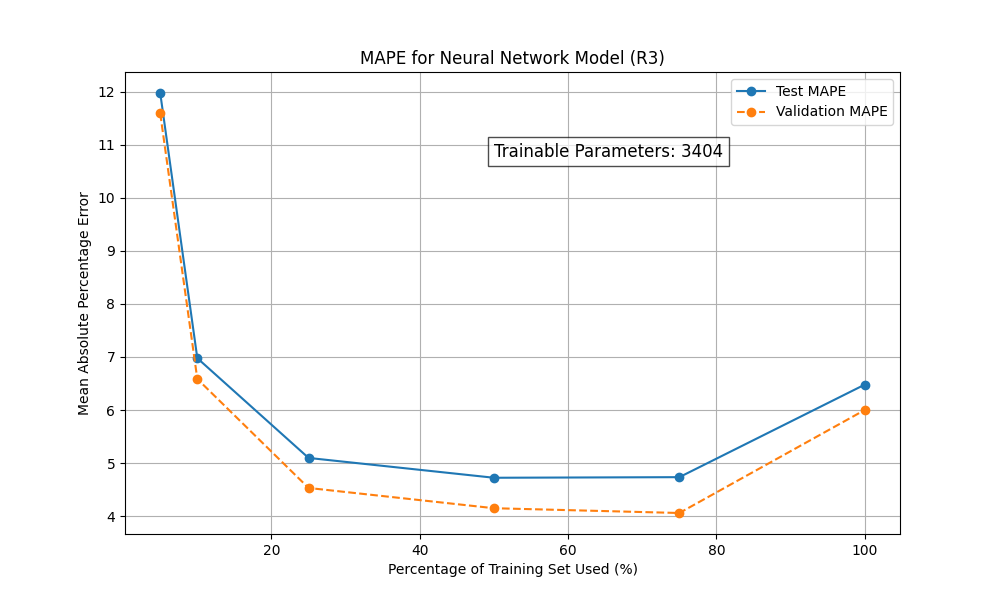 MAPE for Neural Network Model (R3)
Test MAPE
Validation MAPE
Trainable Parameters: 3404
Mean Absolute Percentage Error
12
11
10
9
8
7
6
5
4
20 40 60 80 100
Percentage of Training Set Used (%)